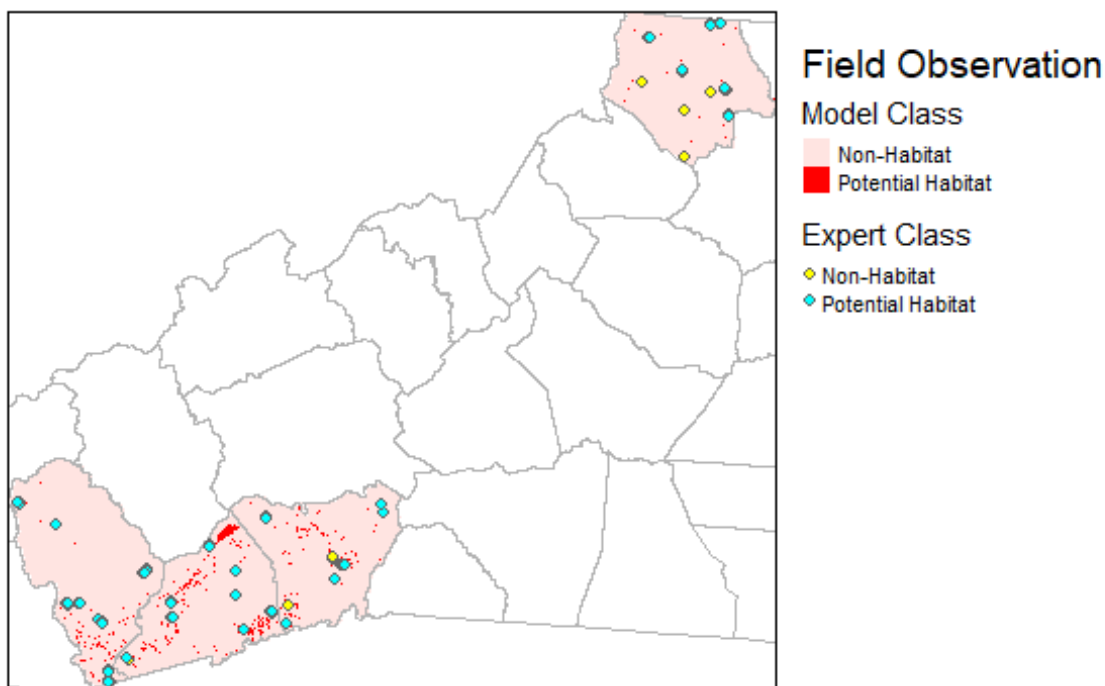 Field Observation
Model Class
Non-Habitat
Potential Habitat
Expert Class
Non-Habitat
Potential Habitat